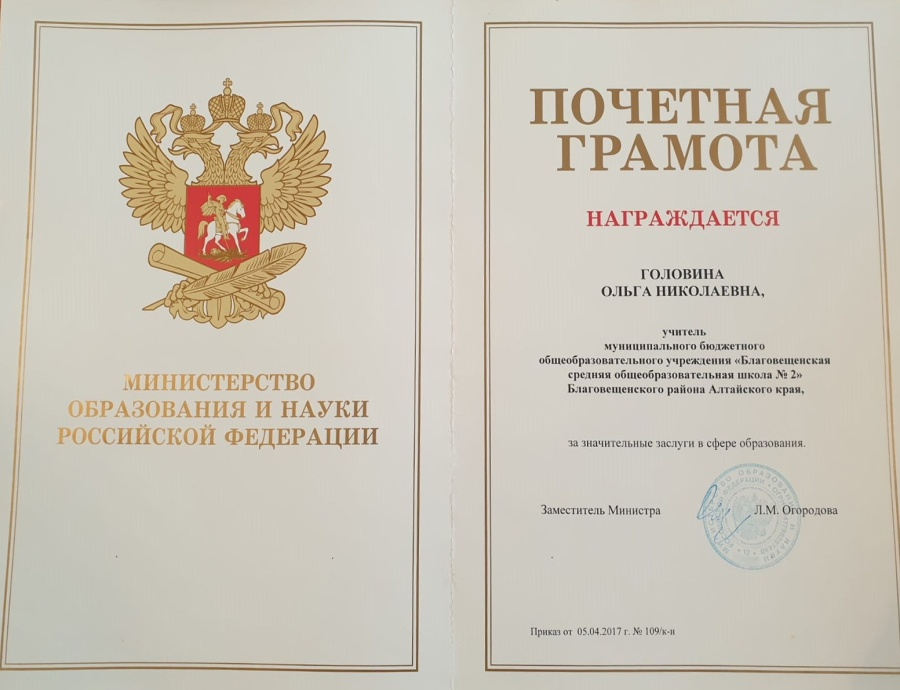 МИНИСТЕРСТВО
ОБРАЗОВАНИЯ И НАУКИ
РОССИЙСКОЙ ФЕДЕРАЦИИ
ПОЧЕТНАЯ
ГРАМОТА
НАГРАЖДАЕТСЯ
ГОЛОВИНА
ОЛЬГА НИКОЛАЕВНА,
учитель
муниципального бюджетного
общеобразовательного учреждения «Благовещенская
средняя общеобразовательная школа № 2»
Благовещенского района Алтайского края,
за значительные заслуги в сфере образования.
Заместитель Министра
Л.М. Огородова
Приказ от 05.04.2017 г. № 109/к-н